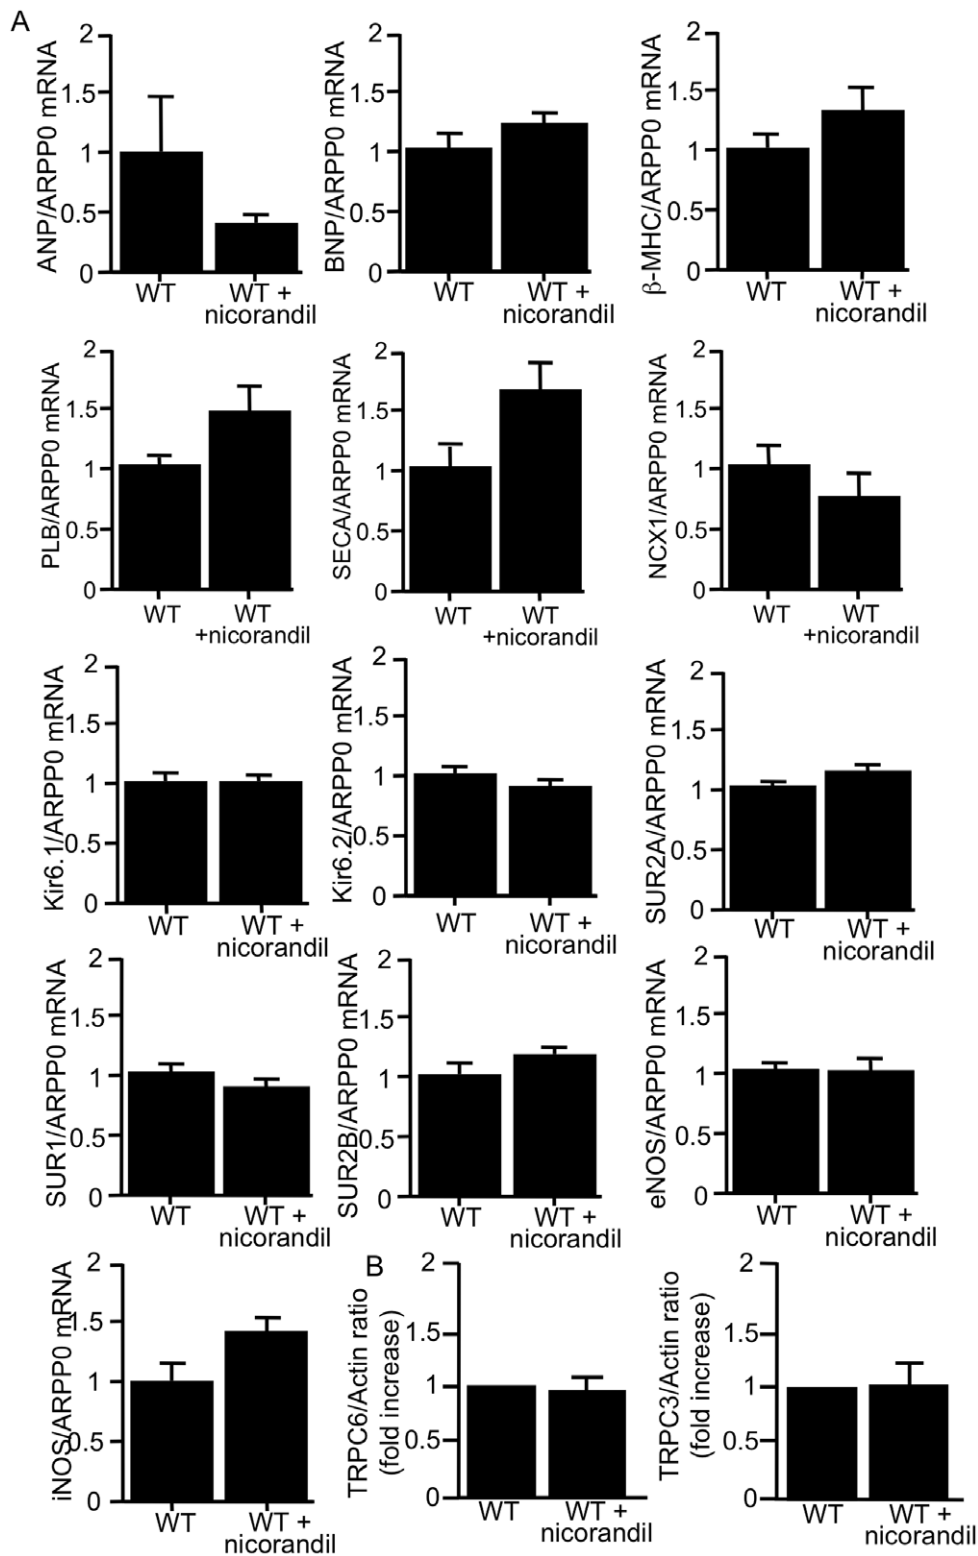 A
ANP/ARPP0 mRNA
2
1.5
1
0.5
0
WT
WT +
nicorandil
BNP/ARPP0 mRNA
2
1.5
1
0.5
0
WT
WT +
nicorandil
β-MHC/ARPP0 mRNA
2
1.5
1
0.5
0
WT
WT +
nicorandil
PLB/ARPP0 mRNA
2
1.5
1
0.5
0
WT
WT
+nicorandil
SECA/ARPP0 mRNA
2
1.5
1
0.5
0
WT
WT
+nicorandil
NCX1/ARPP0 mRNA
2
1.5
1
0.5
0
WT
WT
+nicorandil
Kir6.1/ARPP0 mRNA
2
1.5
1
0.5
0
WT
WT +
nicorandil
Kir6.2/ARPP0 mRNA
2
1.5
1
0.5
0
WT
WT +
nicorandil
SUR2A/ARPP0 mRNA
2
1.5
1
0.5
0
WT
WT +
nicorandil
SUR1/ARPP0 mRNA
2
1.5
1
0.5
0
WT
WT +
nicorandil
SUR2B/ARPP0 mRNA
2
1.5
1
0.5
0
WT
WT +
nicorandil
eNOS/ARPP0 mRNA
2
1.5
1
0.5
0
WT
WT +
nicorandil
iNOS/ARPP0 mRNA
2
1.5
1
0.5
0
WT
WT +
nicorandil
B
TRPC6/Actin ratio
(fold increase)
2
1.5
1
0.5
0
WT
WT +
nicorandil
TRPC3/Actin ratio
(fold increase)
2
1.5
1
0.5
0
WT
WT +
nicorandil